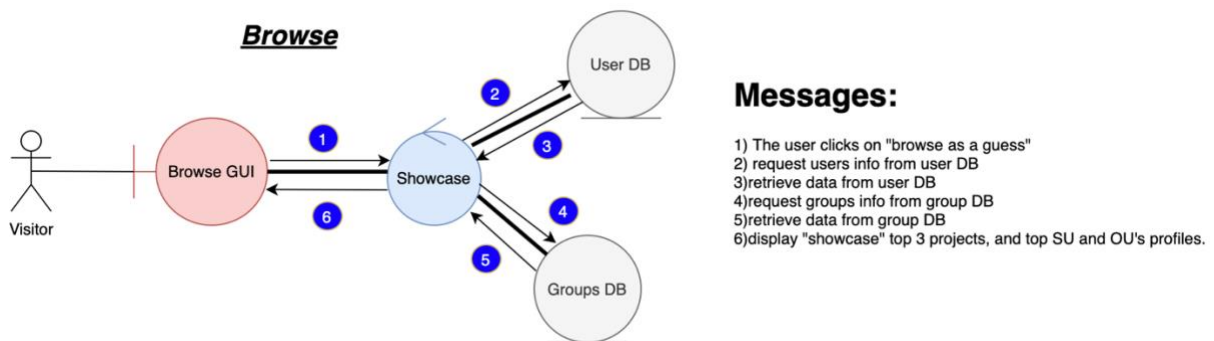 Browse
User DB
2
Messages:
1
3
1) The user clicks on "browse as a guess"
2) request users info from user DB
Browse GUI
Showcase
3)retrieve data from user DB
4)request groups info from group DB
6
4
5)retrieve data from group DB
Visitor
6)display "showcase" top 3 projects, and top SU and OU's profiles.
5
Groups DB